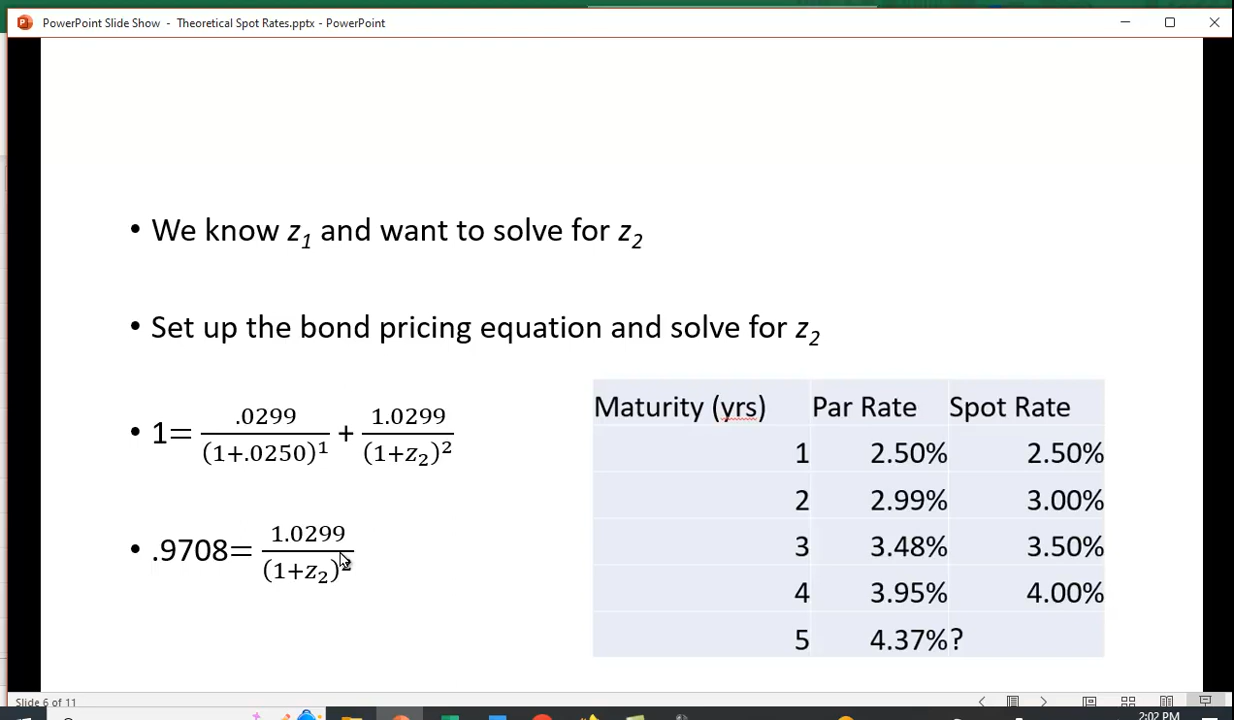 PowerPoint Slide Show - Theoretical Spot Rates.pptx - PowerPoint
• We know z₁ and want to solve for z₂
• Set up the bond pricing equation and solve for z₂
• 1= .0299/(1+.0250)¹ + 1.0299/(1+z₂)²
• .9708= 1.0299/(1+z₂)²
Maturity (yrs) Par Rate Spot Rate
1 2.50% 2.50%
2 2.99% 3.00%
3 3.48% 3.50%
4 3.95% 4.00%
5 4.37% ?
Slide 6 of 11
2:02 PM